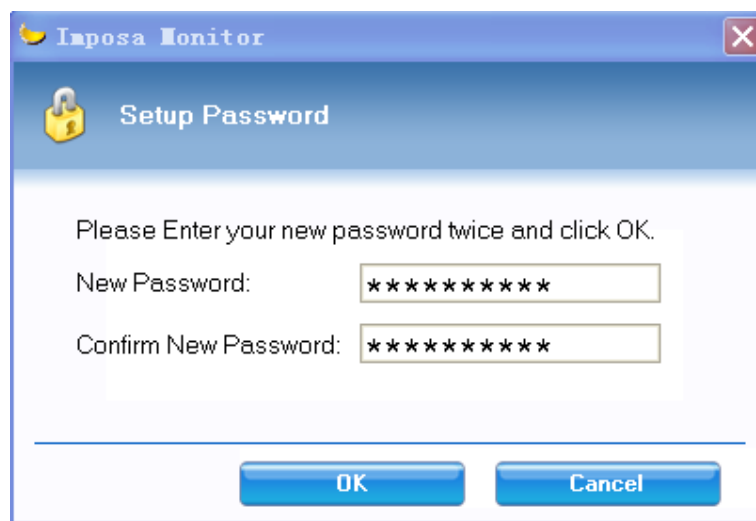 Imposa Monitor
Setup Password
Please Enter your new password twice and click OK.
New Password: **********
Confirm New Password: **********
OK Cancel